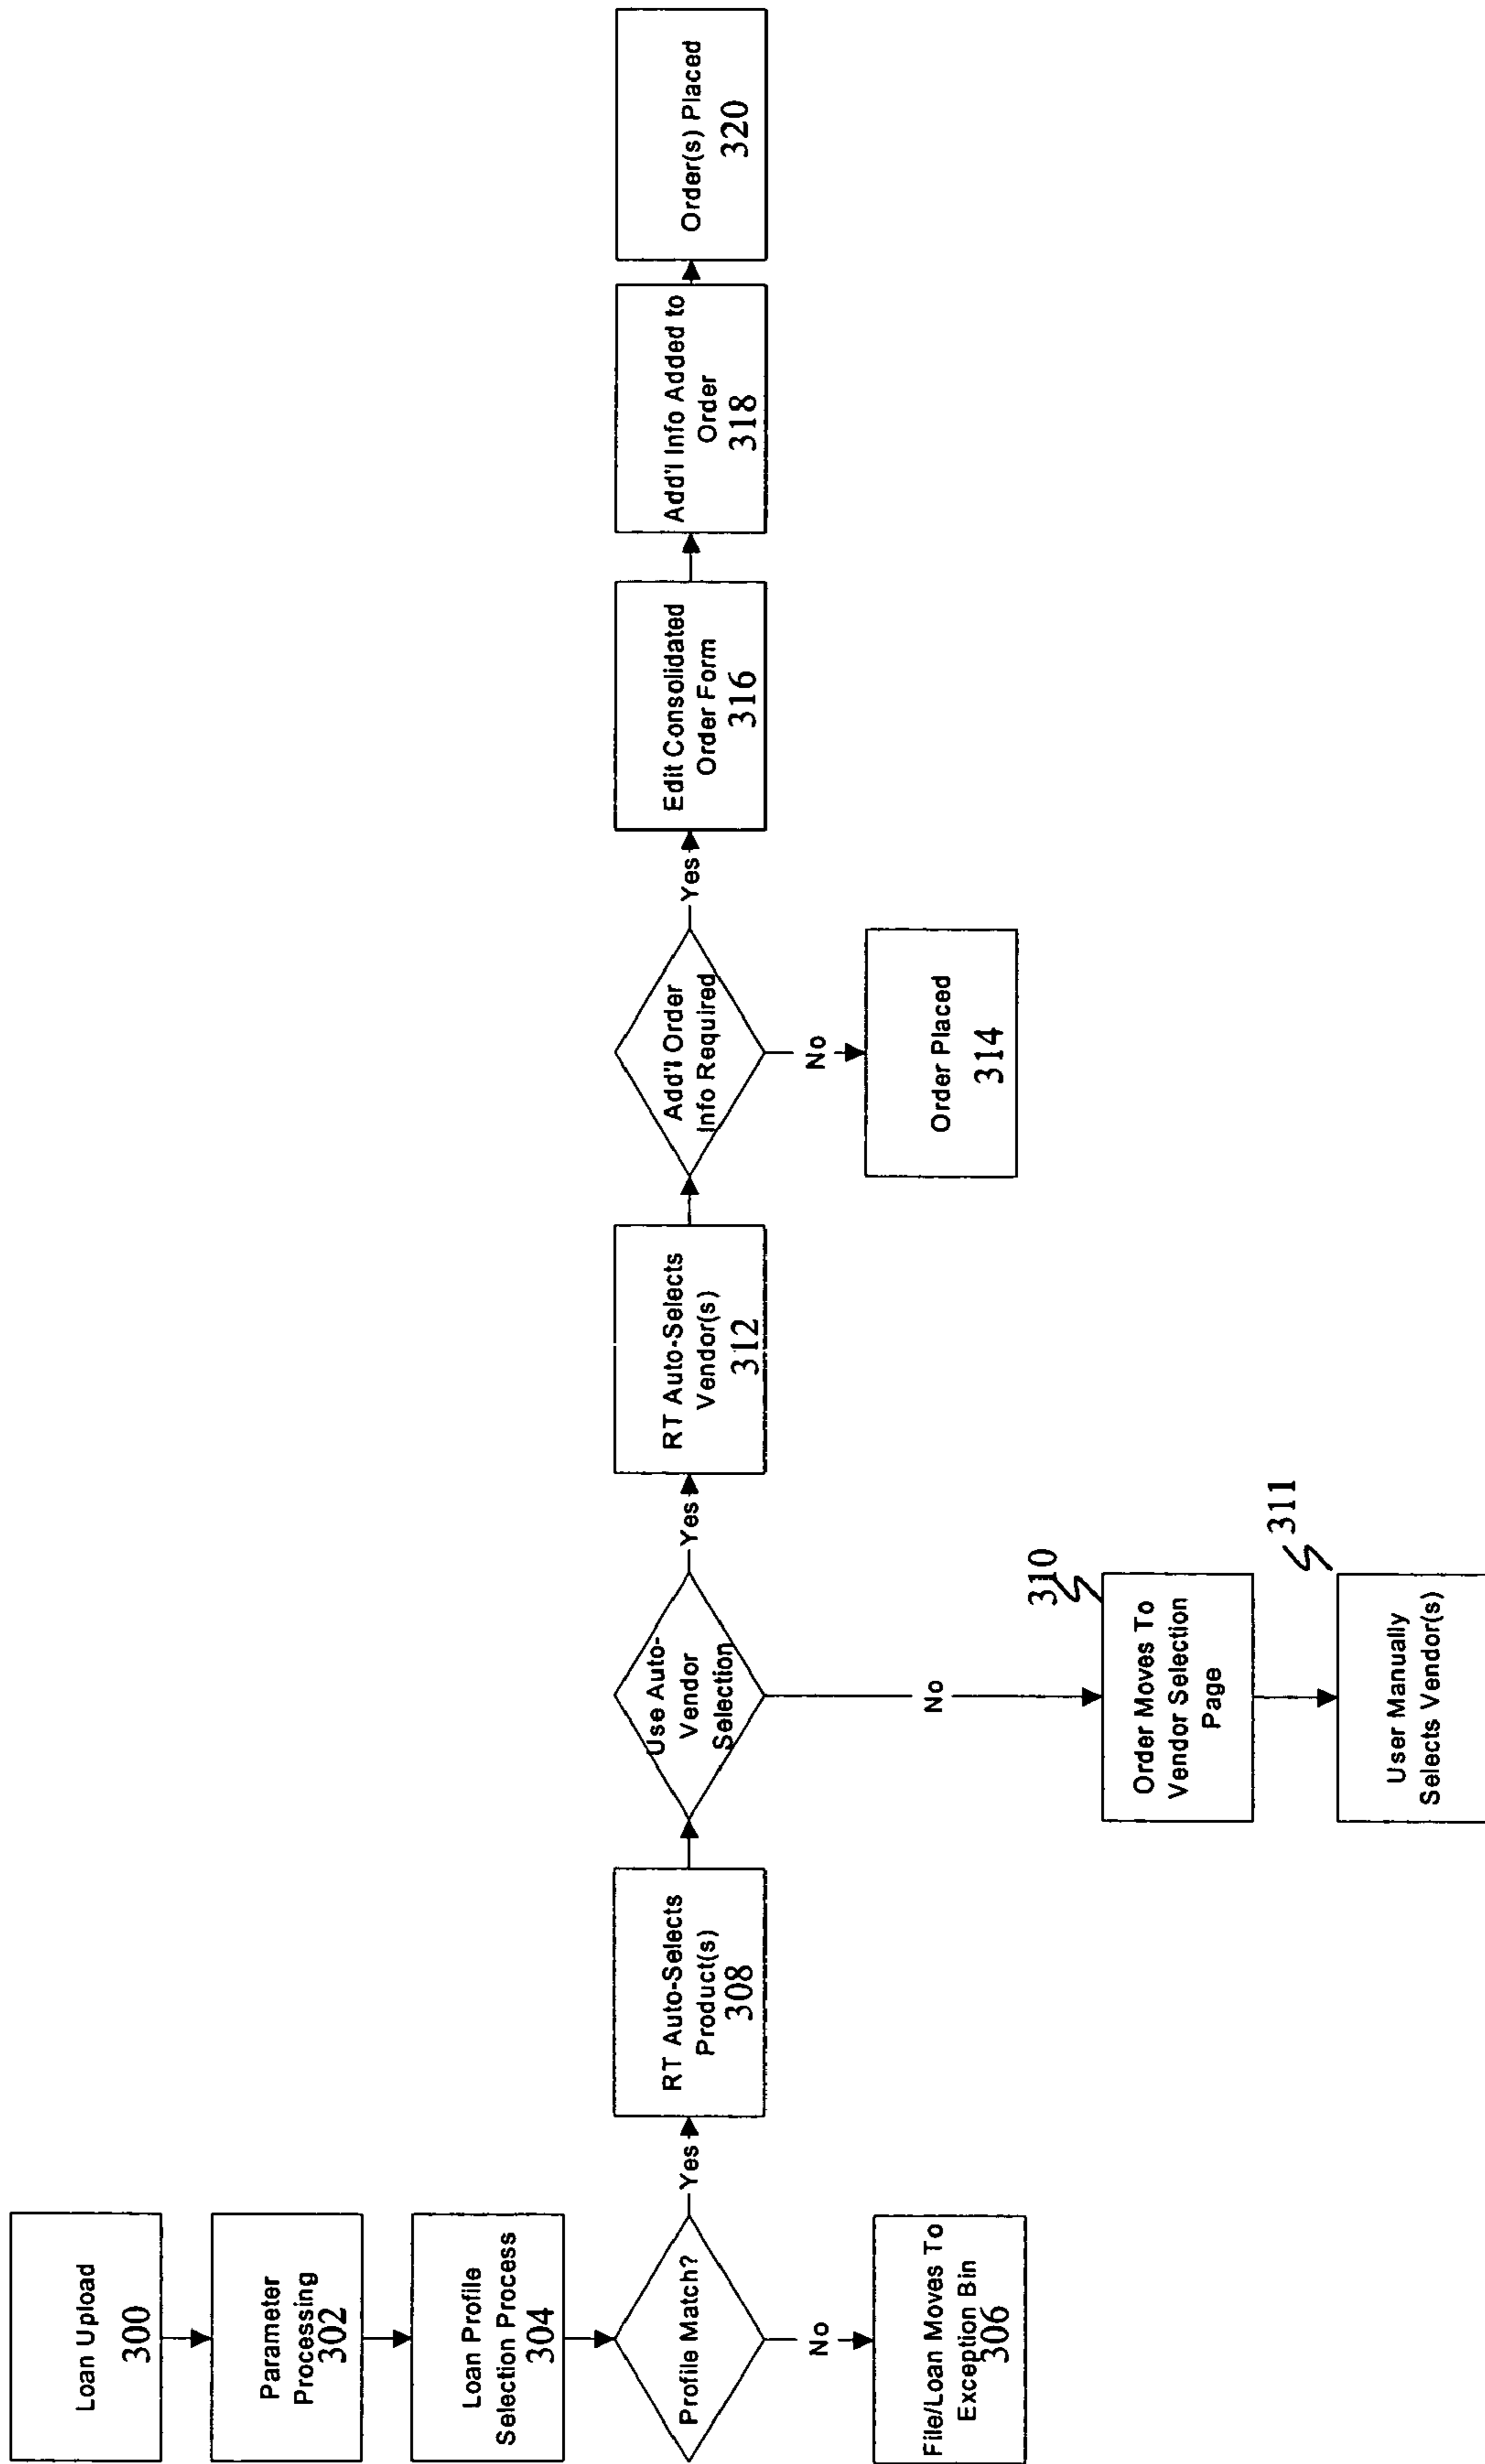 Loan Upload
300
Parameter
Processing
302
Loan Profile
Selection Process
304
Profile Match?
No
File/Loan Moves To
Exception Bin
306
Yes
RT Auto-Selects
Product(s)
308
Use Auto-
Vendor
Selection
No
310
Order Moves To
Vendor Selection
Page
311
User Manually
Selects Vendor(s)
Yes
RT Auto-Selects
Vendor(s)
312
Add'l Order
Info Required
No
Order Placed
314
Yes
Edit Consolidated
Order Form
316
Add'l Info Added to
Order
318
Order(s) Placed
320